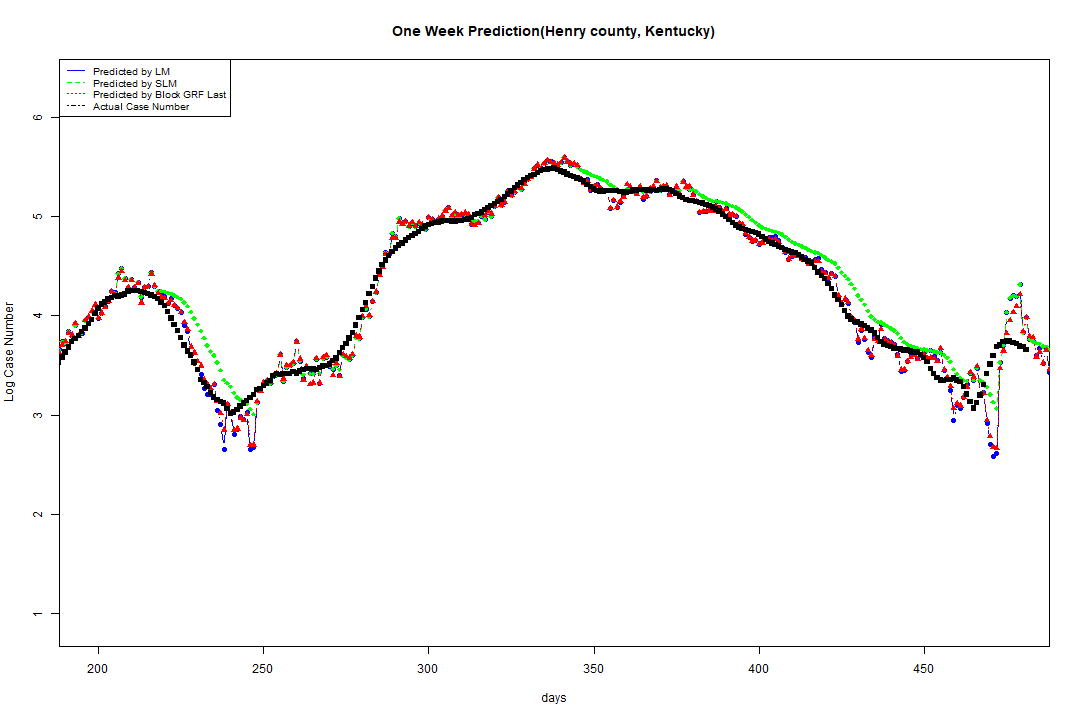 One Week Prediction(Henry county, Kentucky)
Predicted by LM
Predicted by SLM
Predicted by Block GRF Last
Actual Case Number
6
5
4
3
2
1
Log Case Number
200 250 300 350 400 450
days